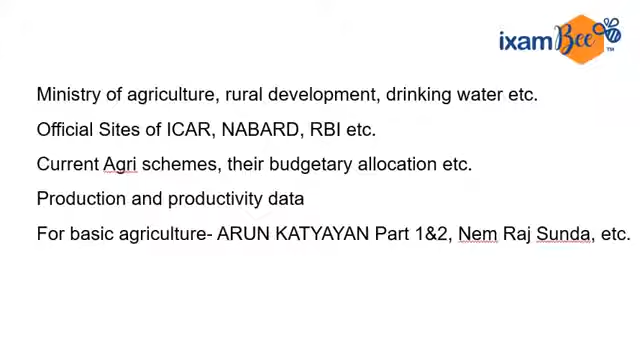 ixamBee
TM
Ministry of agriculture, rural development, drinking water etc.
Official Sites of ICAR, NABARD, RBI etc.
Current Agri schemes, their budgetary allocation etc.
Production and productivity data
For basic agriculture- ARUN KATYAYAN Part 1&2, Nem Raj Sunda, etc.